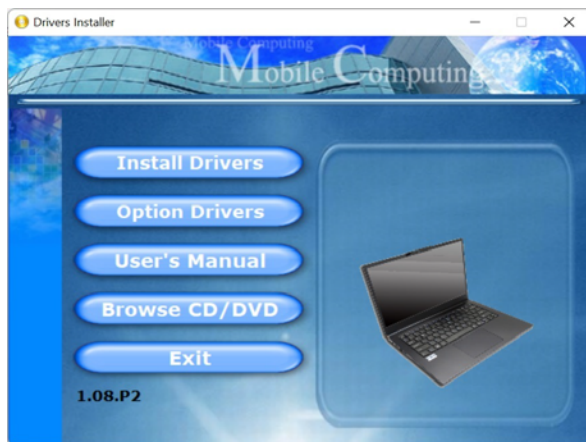 Drivers Installer
Mobile Computing
Mobile Computing
Install Drivers
Option Drivers
User's Manual
Browse CD/DVD
Exit
1.08.P2